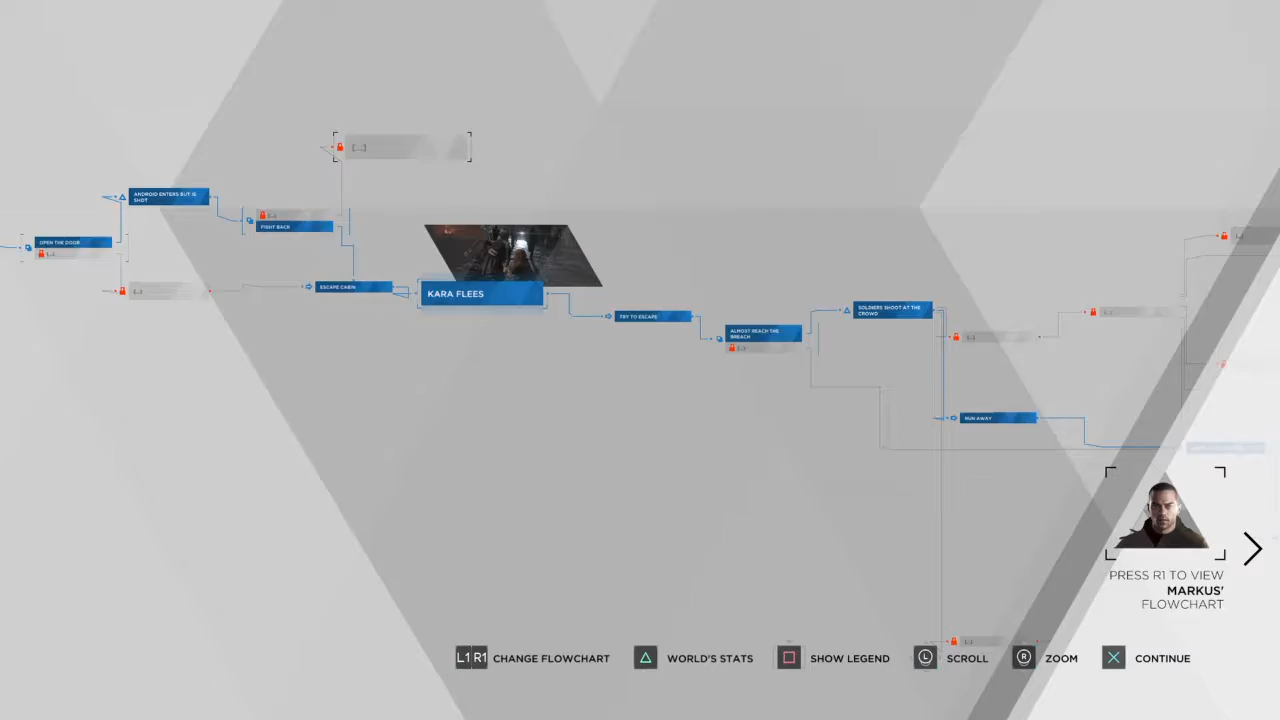 [...]
ANDROID ENTERS BUT IS
SHOT
[...]
FIGHT BACK
OPEN THE DOOR
[...]
[...]
ESCAPE CABIN
KARA FLEES
TRY TO ESCAPE
ALMOST REACH THE
BREACH
[...]
SOLDIERS SHOOT AT THE
CROWD
[...]
[...]
[...]
RUN AWAY
PRESS R1 TO VIEW
MARKUS'
FLOWCHART
[...]
L1 R1 CHANGE FLOWCHART
WORLD'S STATS
SHOW LEGEND
L SCROLL
R ZOOM
CONTINUE